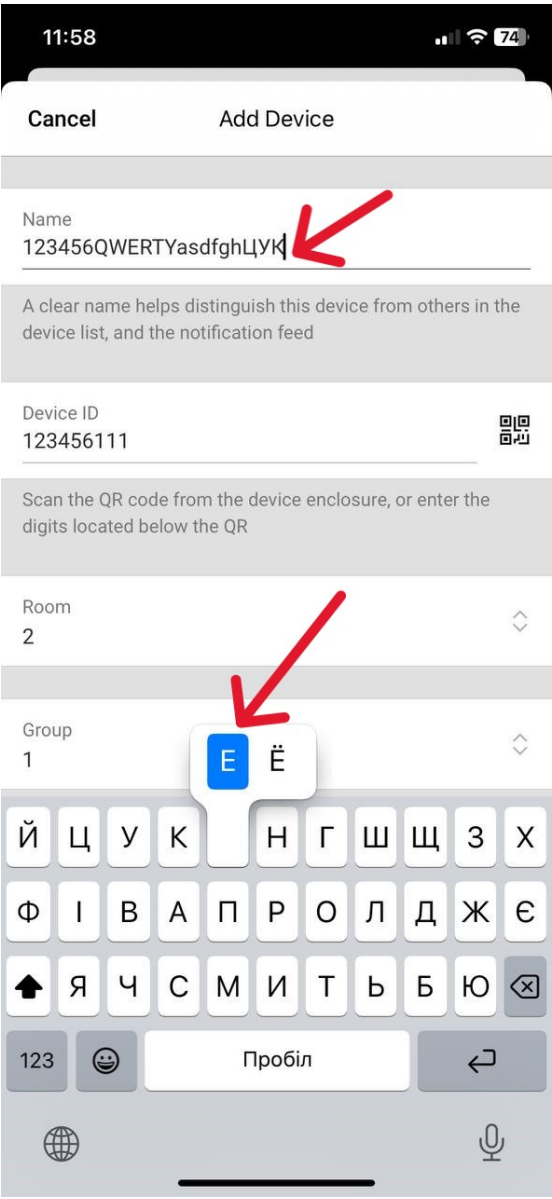 11:58
74
Cancel
Add Device
Name
123456QWERTYasdfghЦУК
A clear name helps distinguish this device from others in the
device list, and the notification feed
Device ID
123456111
Scan the QR code from the device enclosure, or enter the
digits located below the QR
Room
2
Group
1
Е Ё
Й Ц У К Н Г Ш Щ З Х
Ф І В А П Р О Л Д Ж Є
Я Ч С М И Т Ь Б Ю
123
Пробіл